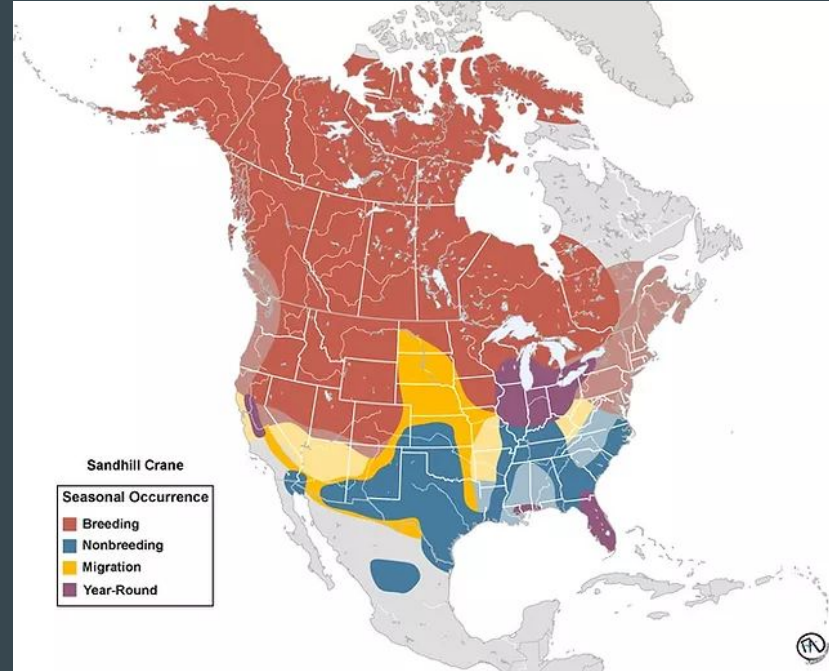 Sandhill Crane
Seasonal Occurrence
Breeding
Nonbreeding
Migration
Year-Round